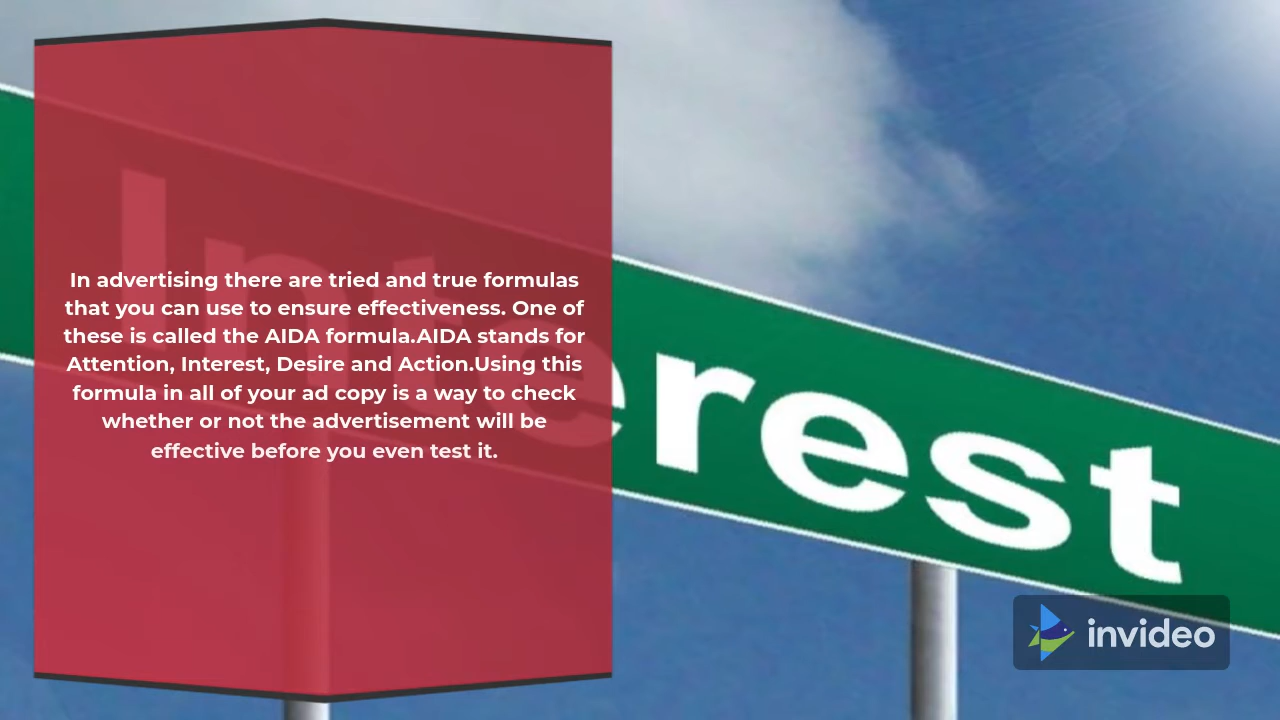 In advertising there are tried and true formulas
that you can use to ensure effectiveness. One of
these is called the AIDA formula.AIDA stands for
Attention, Interest, Desire and Action.Using this
formula in all of your ad copy is a way to check
whether or not the advertisement will be
effective before you even test it.
Interest
invideo